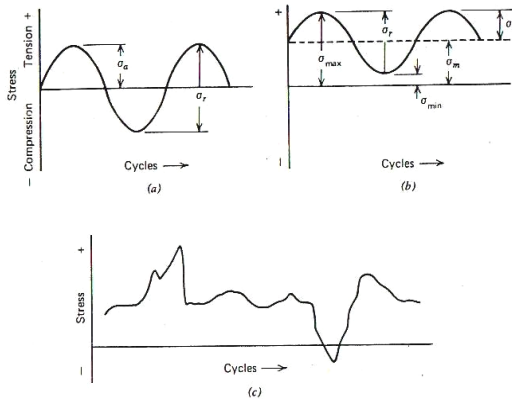 +
Tension
Stress
Compression
–
σₐ
σᵣ
Cycles
(a)
+
σmax
σᵣ
σm
σ
σmin
–
Cycles
(b)
+
Stress
–
Cycles
(c)